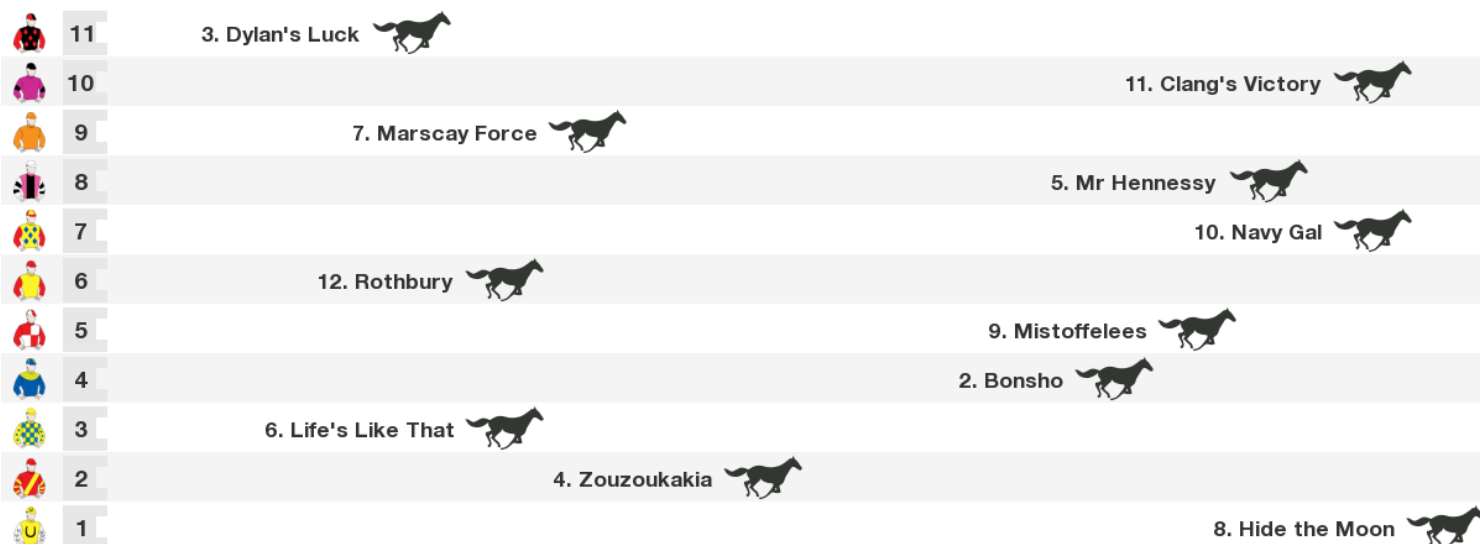 11 3. Dylan's Luck
10 11. Clang's Victory
9 7. Marscay Force
8 5. Mr Hennessy
7 10. Navy Gal
6 12. Rothbury
5 9. Mistoffelees
4 2. Bonsho
3 6. Life's Like That
2 4. Zouzoukakia
1 8. Hide the Moon
U